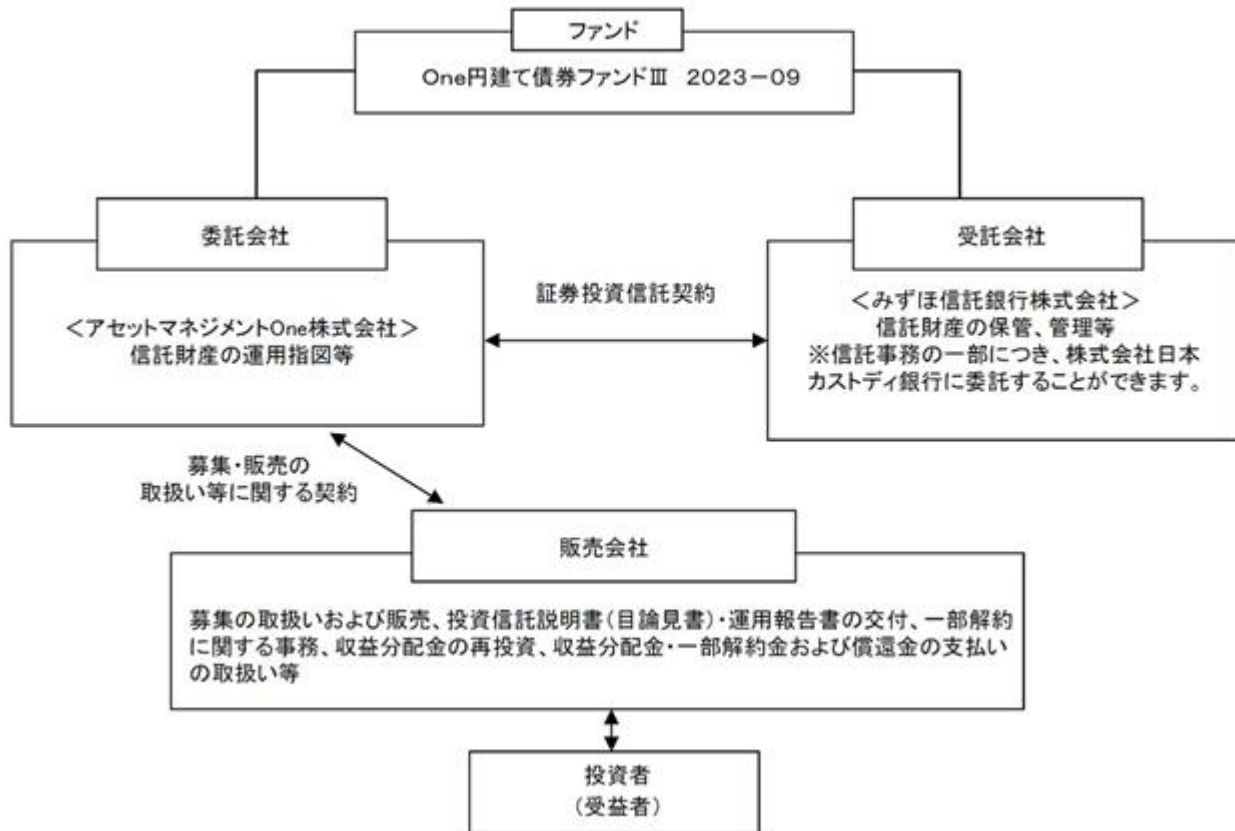 ファンド
One円建て債券ファンドⅢ 2023－09
委託会社
＜アセットマネジメントOne株式会社＞
信託財産の運用指図等
証券投資信託契約
受託会社
＜みずほ信託銀行株式会社＞
信託財産の保管、管理等
※信託事務の一部につき、株式会社日本
カストディ銀行に委託することができます。
募集・販売の
取扱い等に関する契約
販売会社
募集の取扱いおよび販売、投資信託説明書(目論見書)・運用報告書の交付、一部解約
に関する事務、収益分配金の再投資、収益分配金・一部解約金および償還金の支払い
の取扱い等
投資者
(受益者)